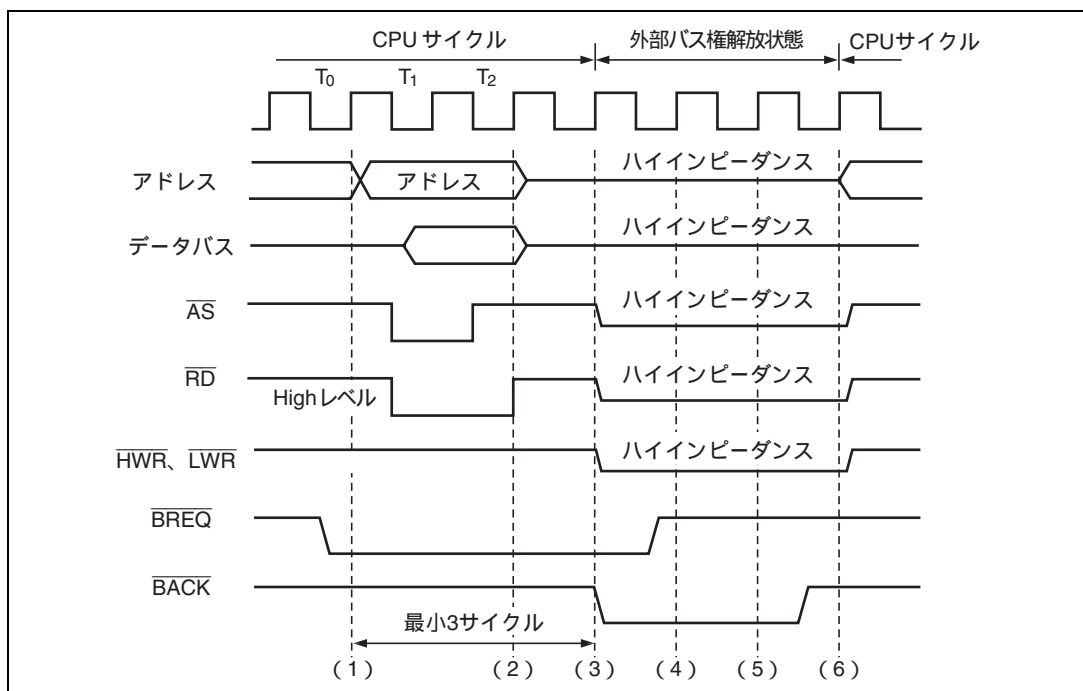 CPU サイクル 外部バス権解放状態 CPUサイクル
T0 T1 T2
アドレス アドレス ハイインピーダンス
データバス ハイインピーダンス
AS ハイインピーダンス
RD Highレベル ハイインピーダンス
HWR、LWR ハイインピーダンス
BREQ
BACK
最小3サイクル
(1) (2) (3) (4) (5) (6)